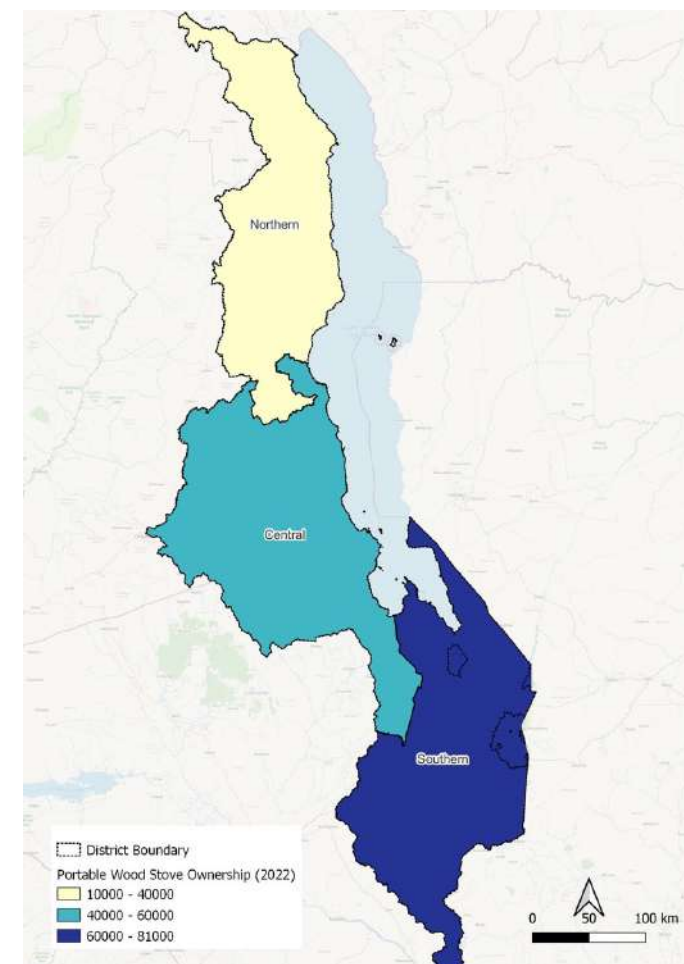 Northern
Central
Southern
District Boundary
Portable Wood Stove Ownership (2022)
10000 - 40000
40000 - 60000
60000 - 81000
0 50 100 km